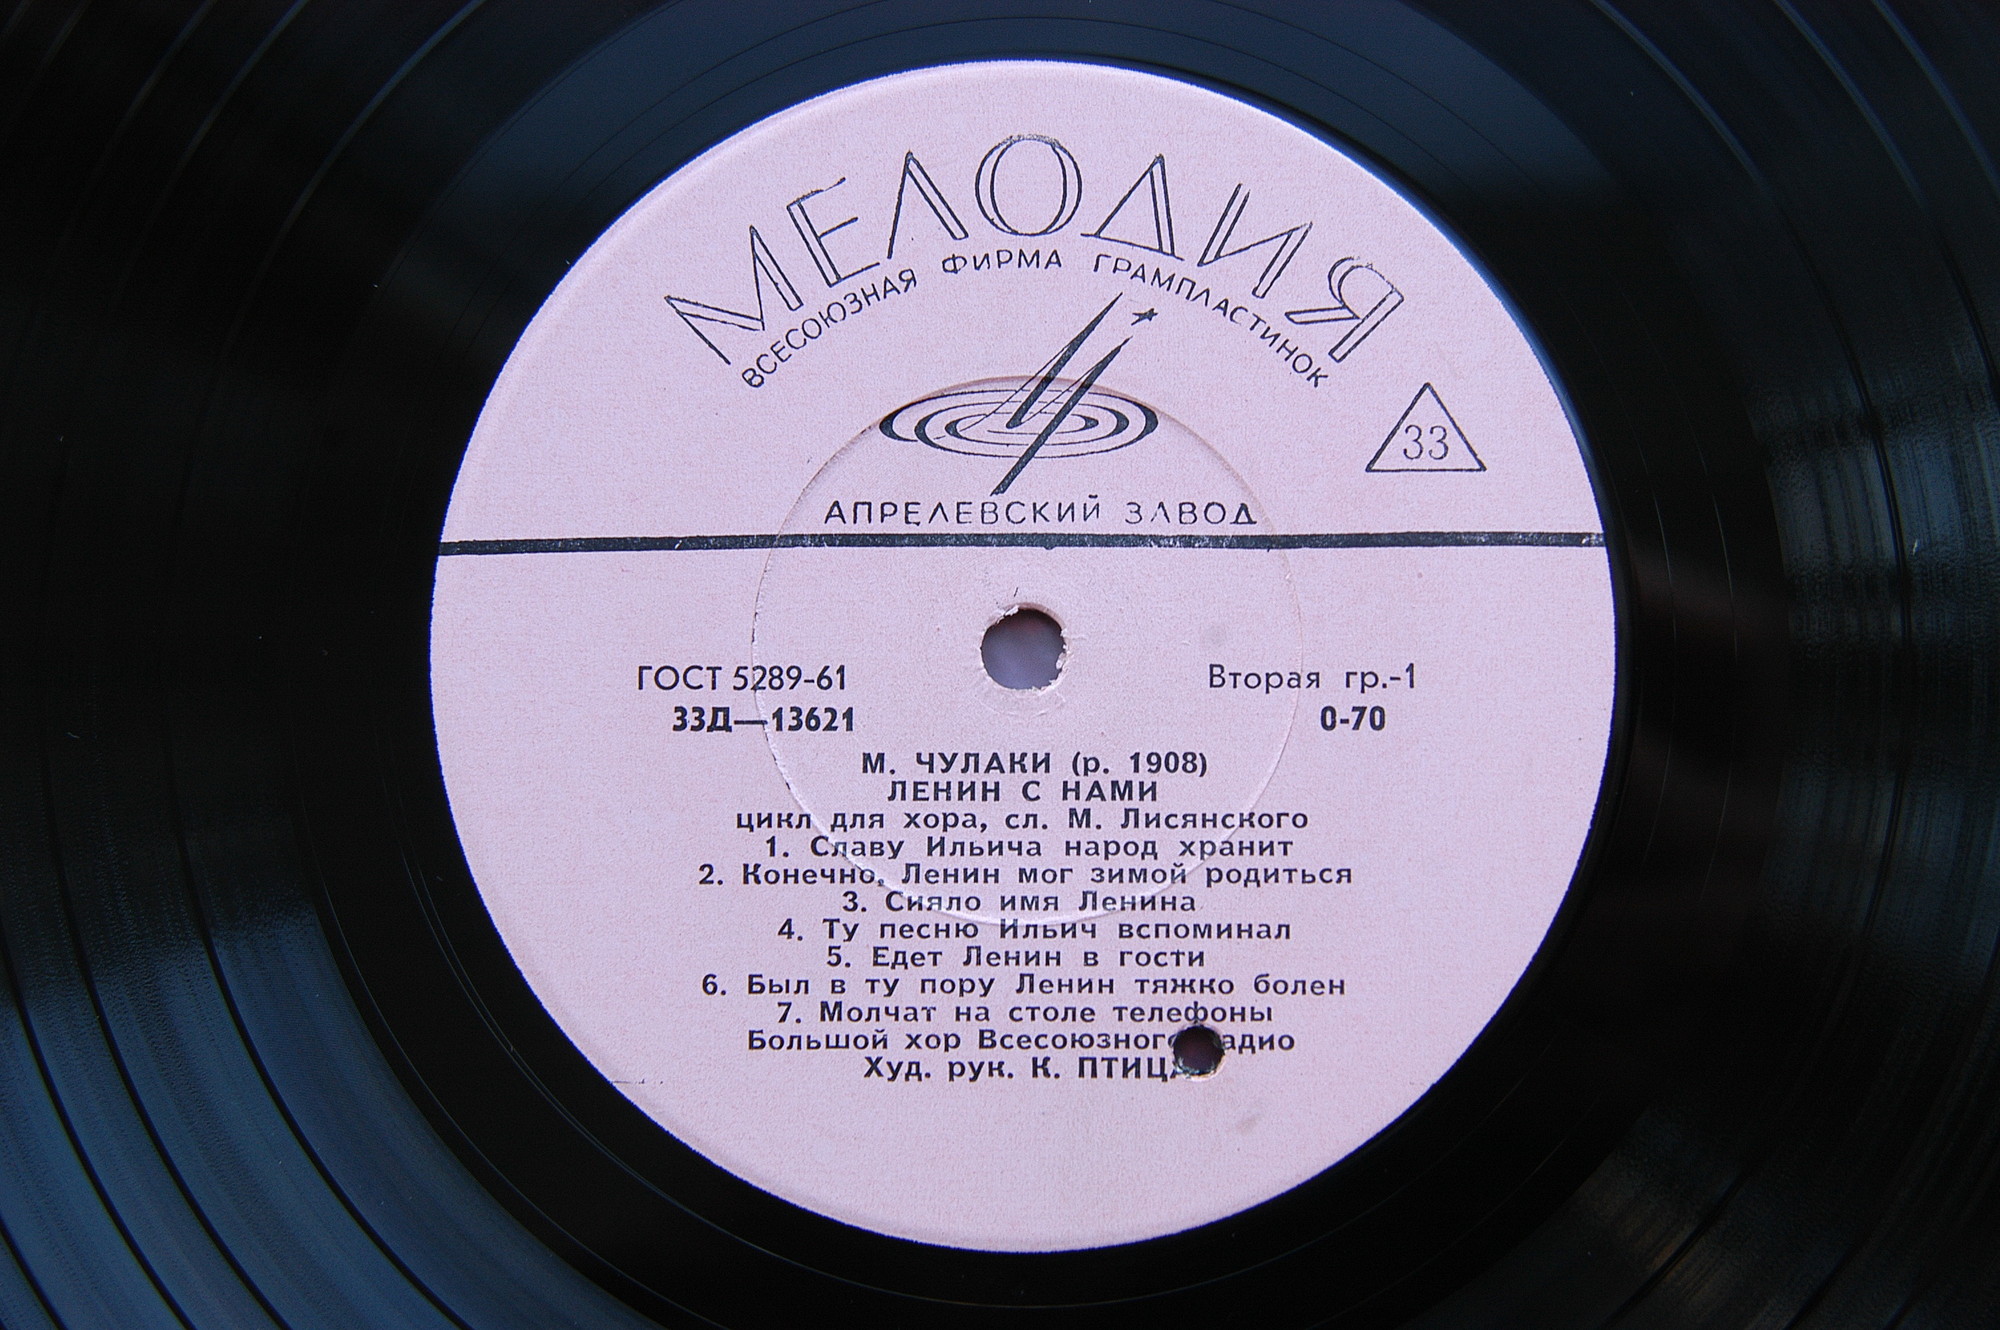 МЕЛОДИЯ
ВСЕСОЮЗНАЯ ФИРМА ГРАМПЛАСТИНОК
33
АПРЕЛЕВСКИЙ ЗАВОД
ГОСТ 5289-61 Вторая гр.-1
33Д—13621 0-70
М. ЧУЛАКИ (р. 1908)
ЛЕНИН С НАМИ
цикл для хора, сл. М. Лисянского
1. Славу Ильича народ хранит
2. Конечно, Ленин мог зимой родиться
3. Сияло имя Ленина
4. Ту песню Ильич вспоминал
5. Едет Ленин в гости
6. Был в ту пору Ленин тяжко болен
7. Молчат на столе телефоны
Большой хор Всесоюзного радио
Худ. рук. К. ПТИЦА